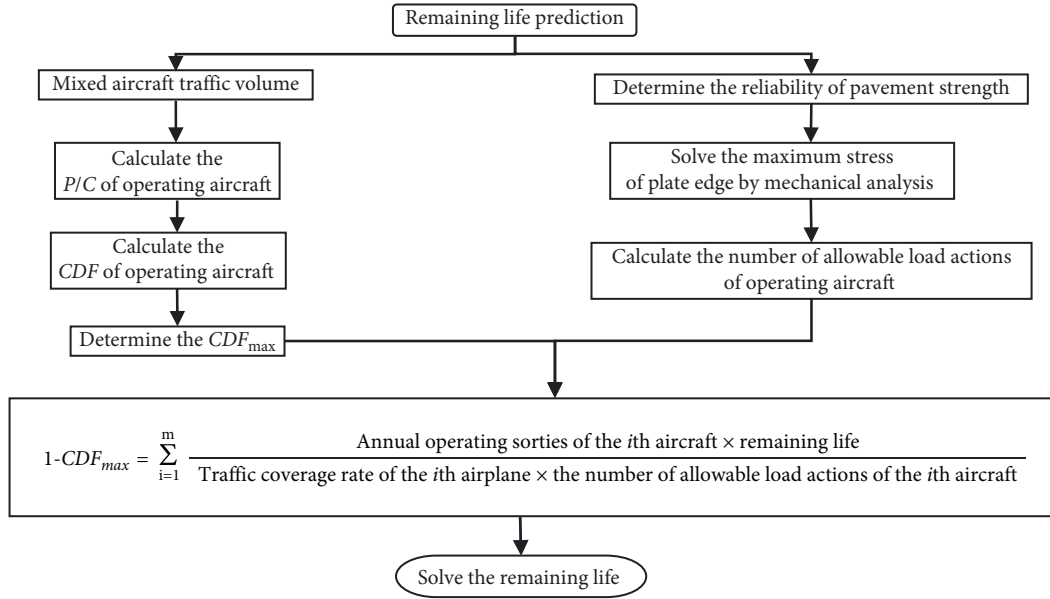 Remaining life prediction
Mixed aircraft traffic volume
Calculate the
P/C of operating aircraft
Calculate the
CDF of operating aircraft
Determine the CDFmax
Determine the reliability of pavement strength
Solve the maximum stress
of plate edge by mechanical analysis
Calculate the number of allowable load actions
of operating aircraft
1-CDFmax = m∑i=1 Annual operating sorties of the ith aircraft × remaining life
Traffic coverage rate of the ith airplane × the number of allowable load actions of the ith aircraft
Solve the remaining life